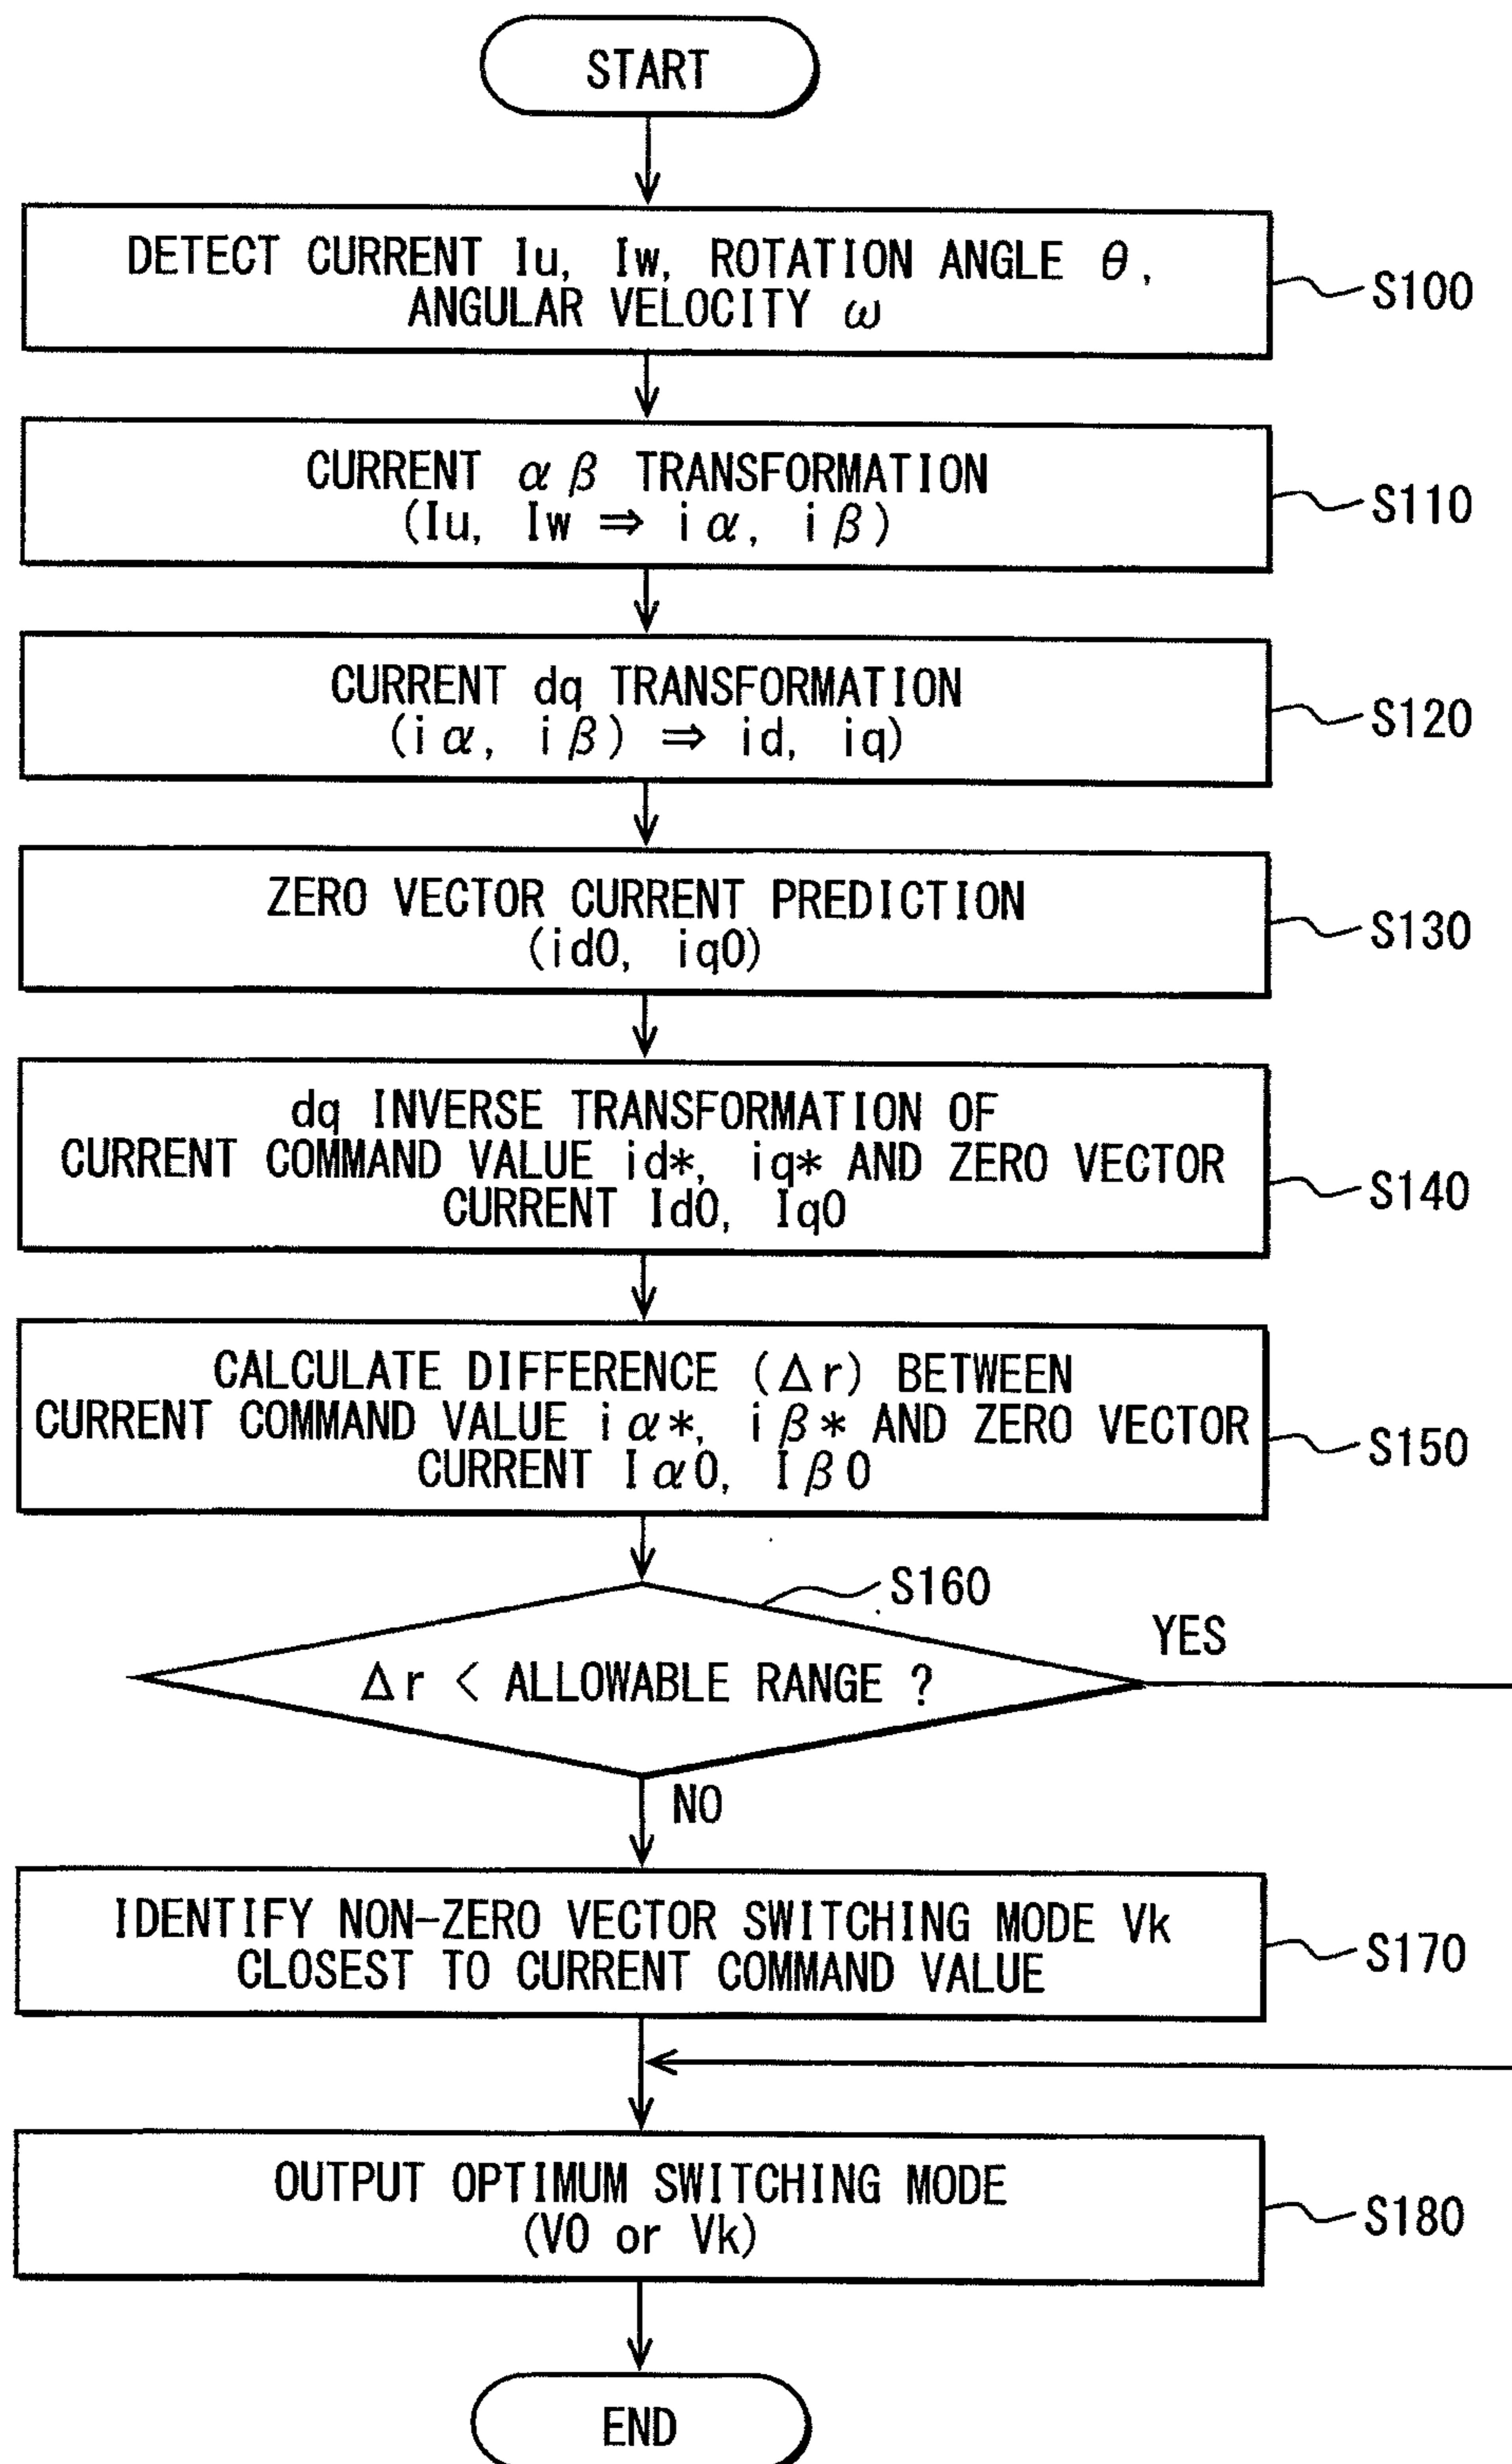 START
DETECT CURRENT Iu, Iw, ROTATION ANGLE θ,
ANGULAR VELOCITY ω
S100
CURRENT αβ TRANSFORMATION
(Iu, Iw ⇒ iα, iβ)
S110
CURRENT dq TRANSFORMATION
(iα, iβ) ⇒ id, iq)
S120
ZERO VECTOR CURRENT PREDICTION
(id0, iq0)
S130
dq INVERSE TRANSFORMATION OF
CURRENT COMMAND VALUE id*, iq* AND ZERO VECTOR
CURRENT Id0, Iq0
S140
CALCULATE DIFFERENCE (Δr) BETWEEN
CURRENT COMMAND VALUE iα*, iβ* AND ZERO VECTOR
CURRENT Iα0, Iβ0
S150
S160
YES
Δr < ALLOWABLE RANGE ?
NO
IDENTIFY NON-ZERO VECTOR SWITCHING MODE Vk
CLOSEST TO CURRENT COMMAND VALUE
S170
OUTPUT OPTIMUM SWITCHING MODE
(V0 or Vk)
S180
END